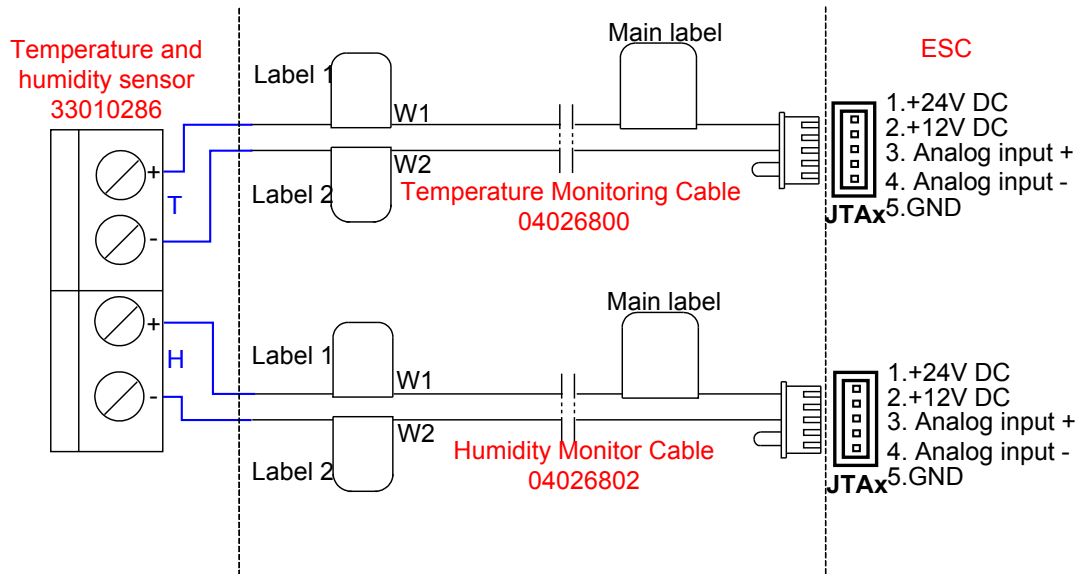 Temperature and
humidity sensor
33010286
+
T
-
+
H
-
Label 1
W1
W2
Label 2
Main label
Temperature Monitoring Cable
04026800
ESC
1.+24V DC
2.+12V DC
3. Analog input +
4. Analog input -
5.GND
JTAx
Label 1
W1
W2
Label 2
Main label
Humidity Monitor Cable
04026802
1.+24V DC
2.+12V DC
3. Analog input +
4. Analog input -
5.GND
JTAx